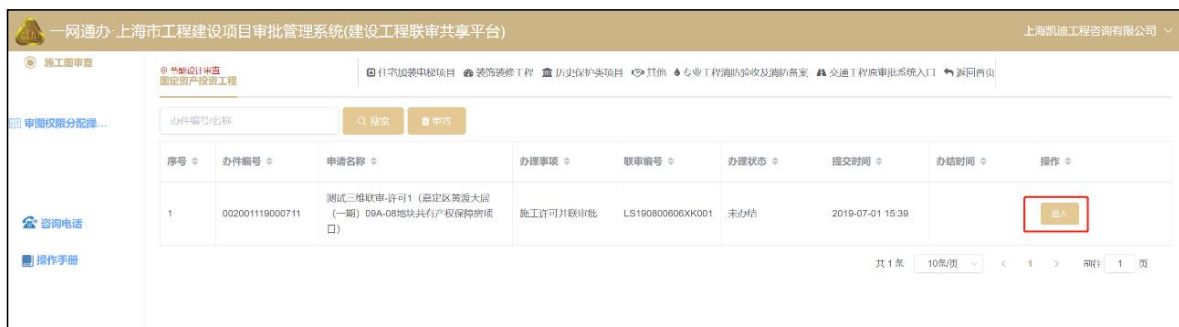 一网通办 上海市工程建设项目审批管理系统(建设工程联审共享平台)
上海凯迪工程咨询有限公司
施工图审查
节能设计审查
固定资产投资工程
住宅加装电梯项目 装饰装修工程 历史保护类项目 其他 专业工程消防验收及消防备案 交通工程原审批系统入口 返回首页
审图权限分配操...
办件编号/名称
搜索
重置
序号 办件编号 申请名称 办理事项 联审编号 办理状态 提交时间 办结时间 操作
1 002001119000711 测试三维联审-许可1（嘉定区黄渡大居（一期）09A-08地块共有产权保障房项目） 施工许可并联审批 LS190800606XK001 未办结 2019-07-01 15:39 进入
咨询电话
操作手册
共 1 条 10条/页 < 1 > 前往 1 页